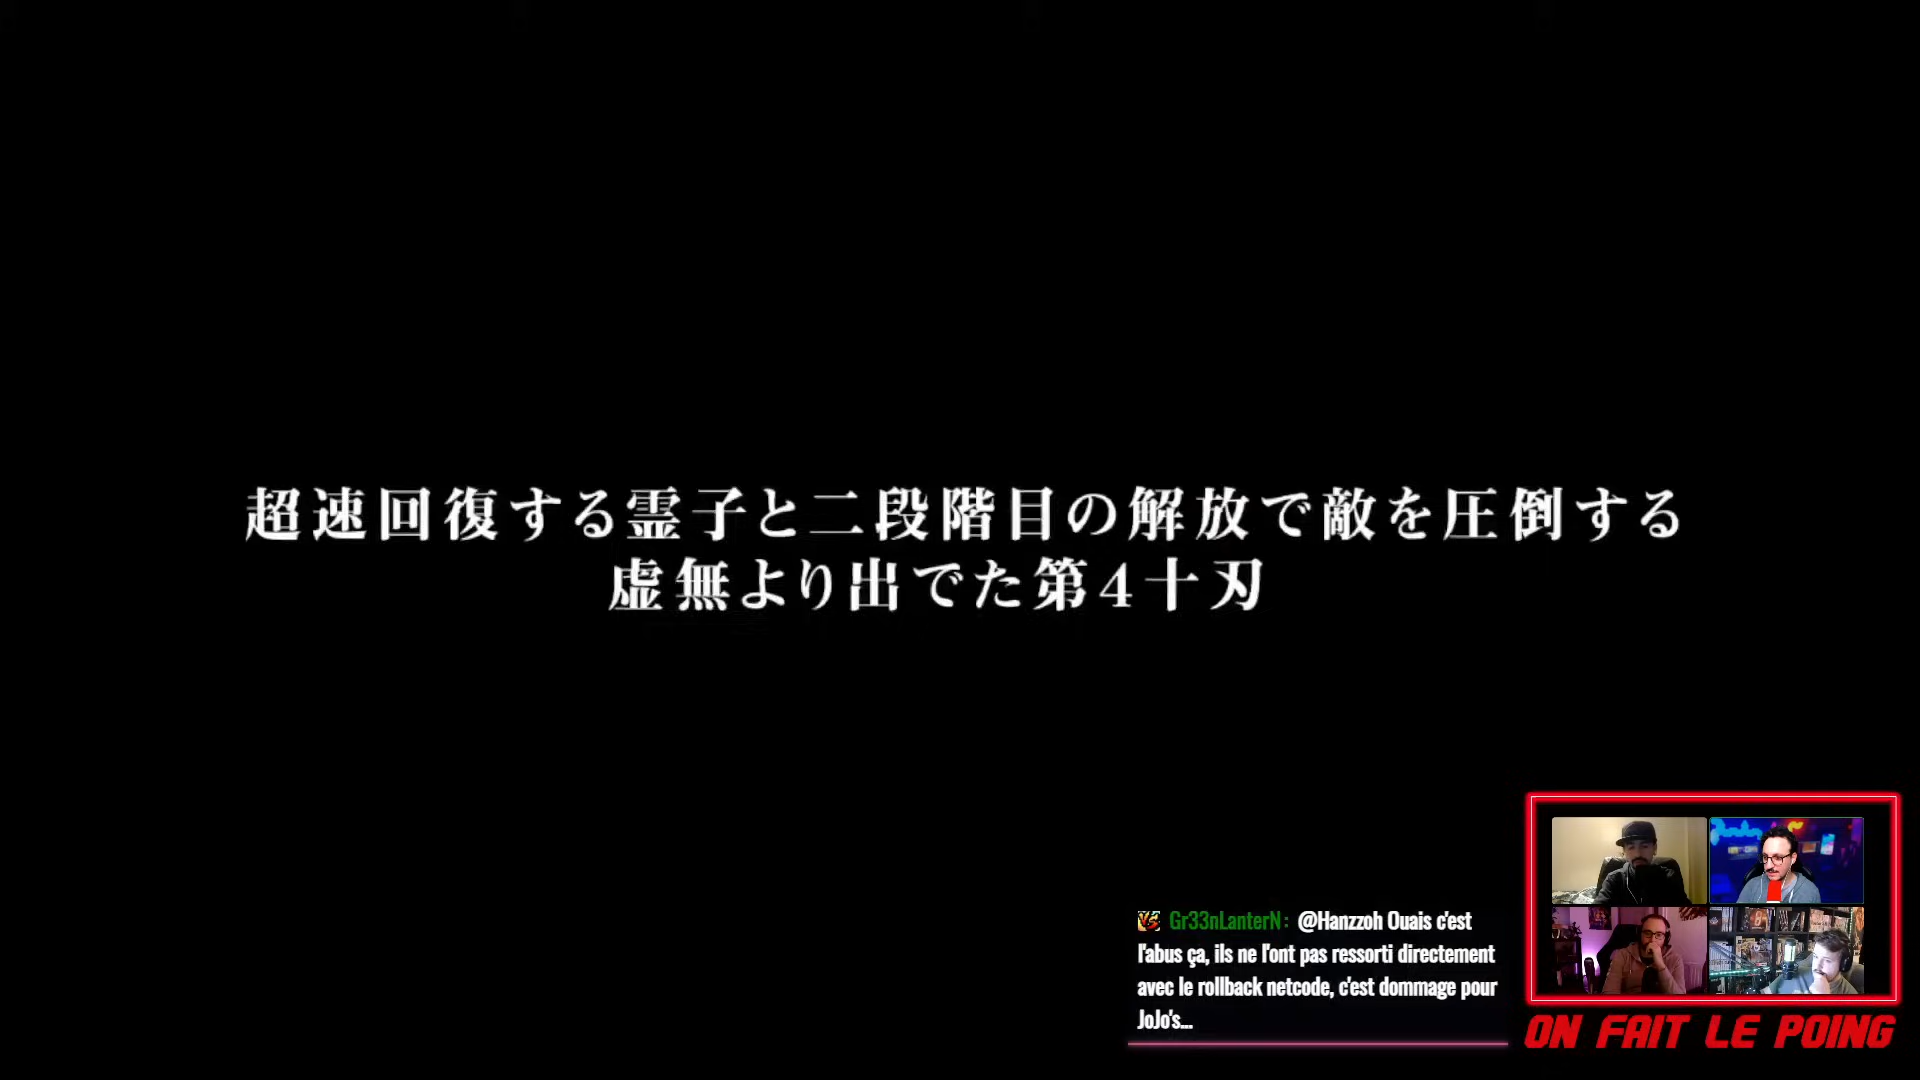 超速回復する霊子と二段階目の解放で敵を圧倒する
虚無より出でた第4十刃
Gr33nLanterN: @Hanzzoh Ouais c'est
l'abus ça, ils ne l'ont pas ressorti directement
avec le rollback netcode, c'est dommage pour
JoJo's...
ON FAIT LE POING